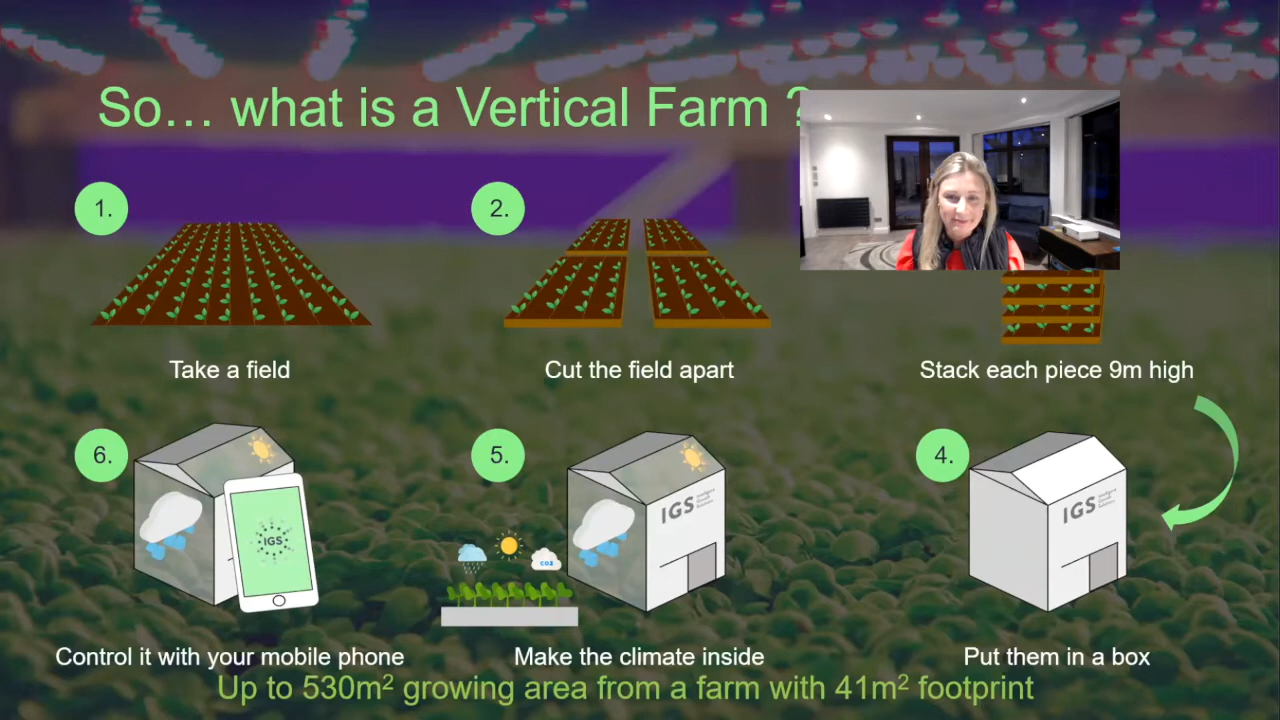 So… what is a Vertical Farm ?
1.
2.
Take a field
Cut the field apart
Stack each piece 9m high
6.
5.
4.
IGS
IGS
IGS
CO2
Control it with your mobile phone
Make the climate inside
Put them in a box
Up to 530m² growing area from a farm with 41m² footprint